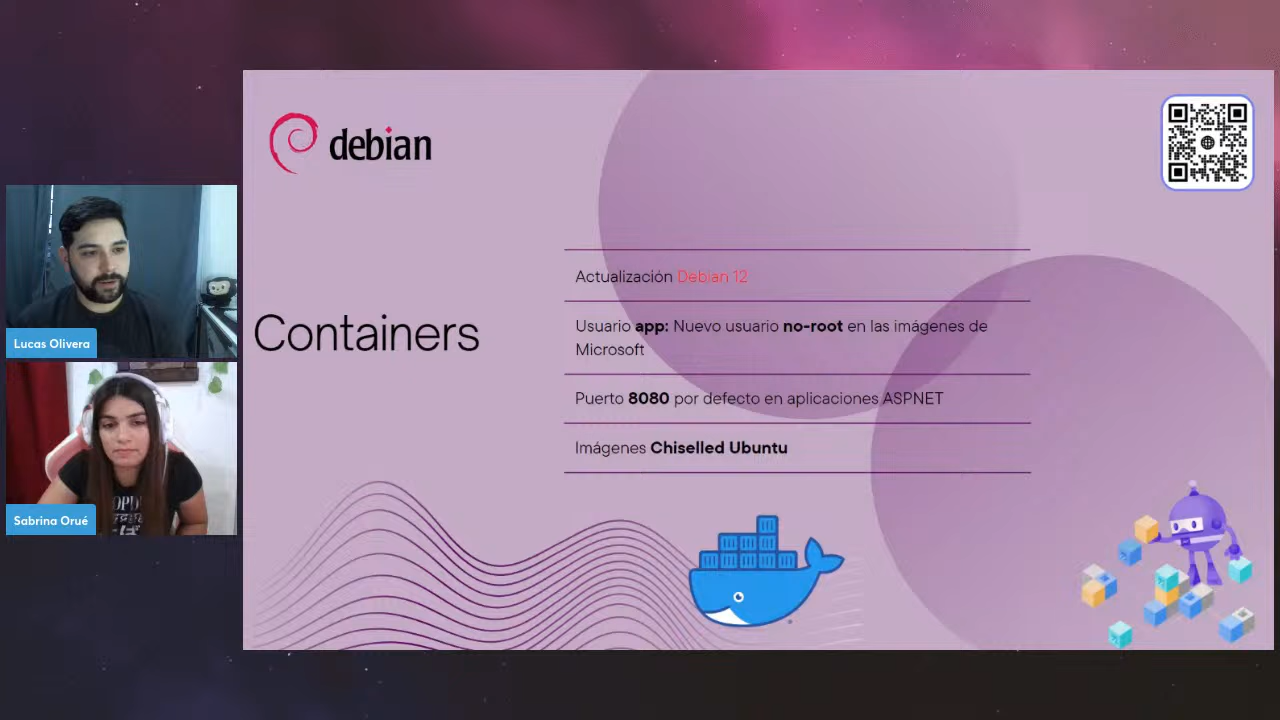 debian
Containers
Actualización Debian 12
Usuario app: Nuevo usuario no-root en las imágenes de
Microsoft
Puerto 8080 por defecto en aplicaciones ASPNET
Imágenes Chiselled Ubuntu
Lucas Olivera
Sabrina Orué